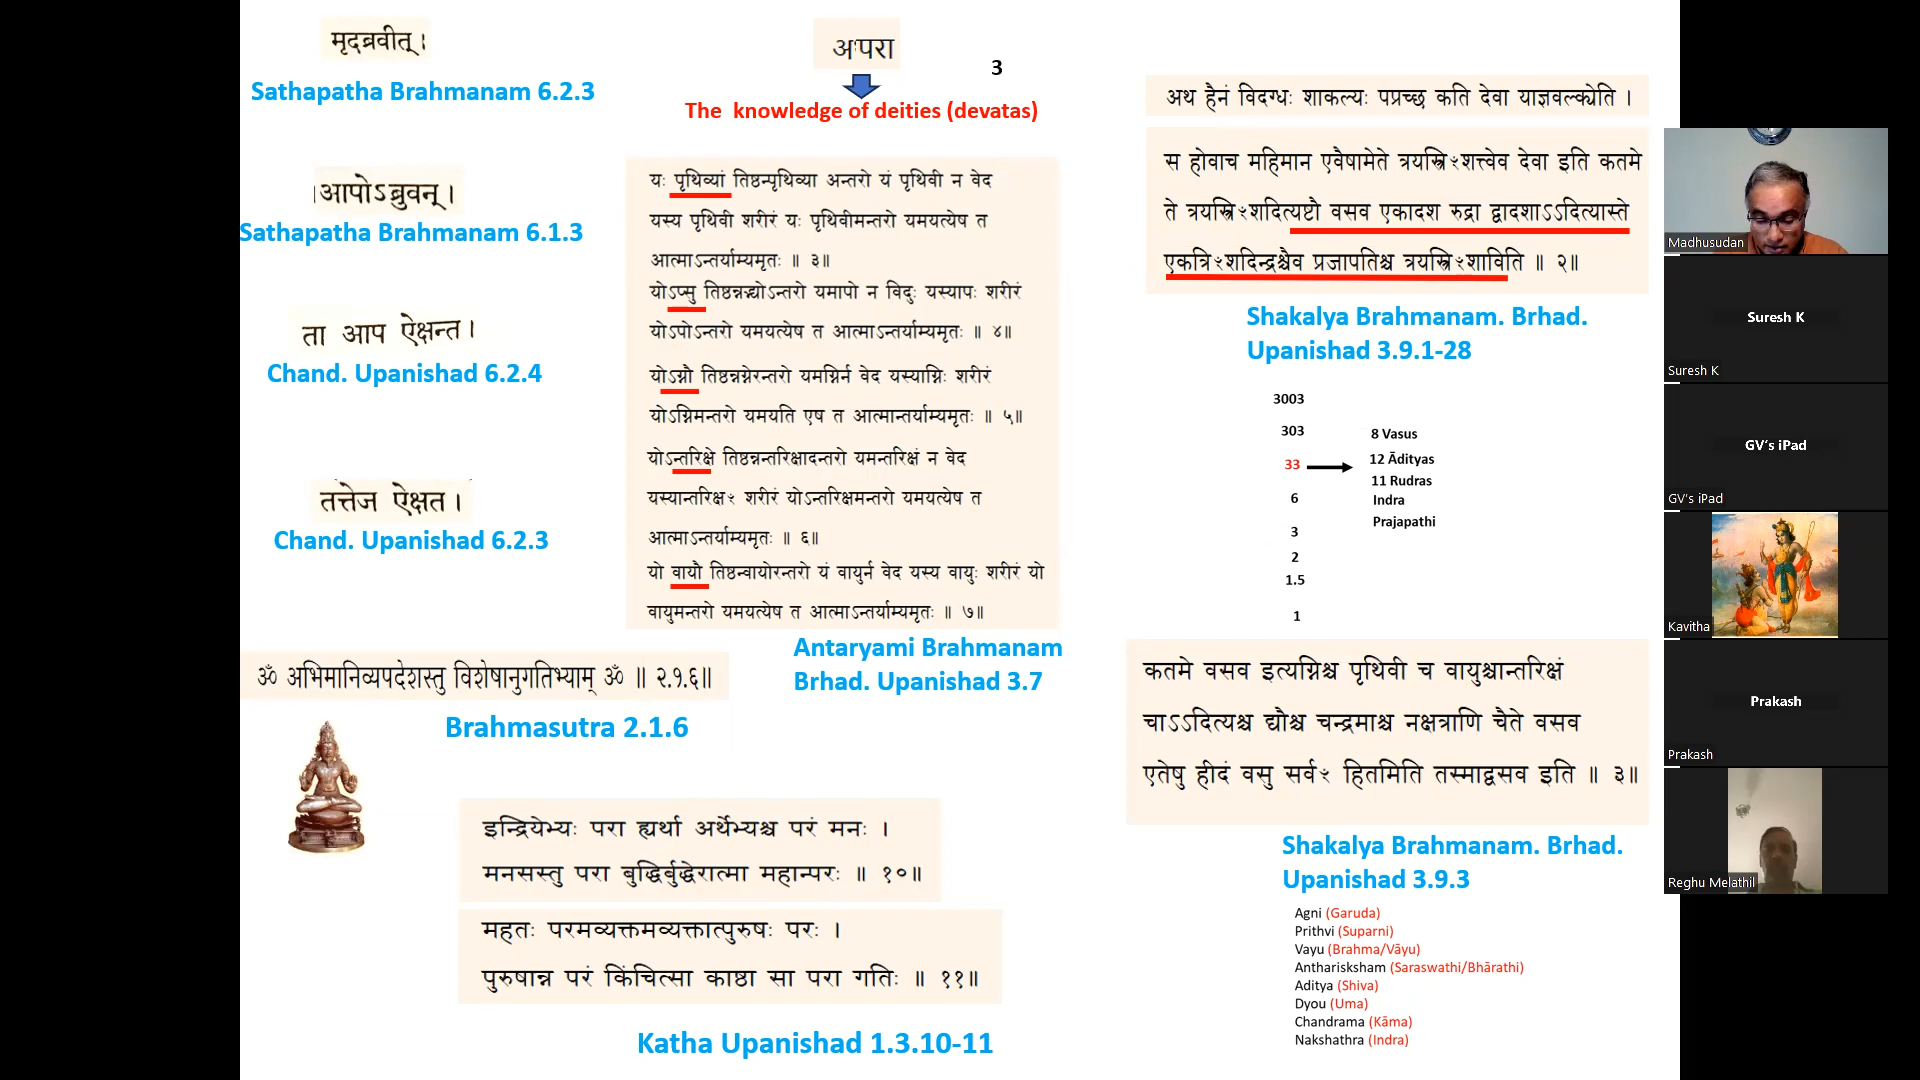 मृदब्रवीत् ।
Sathapatha Brahmanam 6.2.3
।आपोऽब्रुवन् ।
Sathapatha Brahmanam 6.1.3
ता आप ऐक्षन्त ।
Chand. Upanishad 6.2.4
तत्तेज ऐक्षत ।
Chand. Upanishad 6.2.3
ॐ अभिमानिव्यपदेशस्तु विशेषानुगतिभ्याम् ॐ ॥ २.१.६॥
Brahmasutra 2.1.6
अपरा
3
The knowledge of deities (devatas)
यः पृथिव्यां तिष्ठन्पृथिव्या अन्तरो यं पृथिवी न वेद
यस्य पृथिवी शरीरं यः पृथिवीमन्तरो यमयत्येष त
आत्माऽन्तर्याम्यमृतः ॥ ३॥
योऽप्सु तिष्ठन्नद्भ्योऽन्तरो यमापो न विदुः यस्यापः शरीरं
योऽपोऽन्तरो यमयत्येष त आत्माऽन्तर्याम्यमृतः ॥ ४॥
योऽग्नौ तिष्ठन्नग्नेरन्तरो यमग्निर्न वेद यस्याग्निः शरीरं
योऽग्निमन्तरो यमयति एष त आत्मान्तर्याम्यमृतः ॥ ५॥
योऽन्तरिक्षे तिष्ठन्नन्तरिक्षादन्तरो यमन्तरिक्षं न वेद
यस्यान्तरिक्षꣳ शरीरं योऽन्तरिक्षमन्तरो यमयत्येष त
आत्माऽन्तर्याम्यमृतः ॥ ६॥
यो वायौ तिष्ठन्वायोरन्तरो यं वायुर्न वेद यस्य वायुः शरीरं यो
वायुमन्तरो यमयत्येष त आत्माऽन्तर्याम्यमृतः ॥ ७॥
Antaryami Brahmanam
Brhad. Upanishad 3.7
इन्द्रियेभ्यः परा ह्यर्था अर्थेभ्यश्च परं मनः ।
मनसस्तु परा बुद्धिर्बुद्धेरात्मा महान्परः ॥ १०॥
महतः परमव्यक्तमव्यक्तात्पुरुषः परः ।
पुरुषान्न परं किंचित्सा काष्ठा सा परा गतिः ॥ ११॥
Katha Upanishad 1.3.10-11
अथ हैनं विदग्धः शाकल्यः पप्रच्छ कति देवा याज्ञवल्क्येति ।
स होवाच महिमान एवैषामेते त्रयस्त्रिꣳशत्त्वेव देवा इति कतमे
ते त्रयस्त्रिꣳशदित्यष्टौ वसव एकादश रुद्रा द्वादशाऽऽदित्यास्ते
एकत्रिꣳशदिन्द्रश्चैव प्रजापतिश्च त्रयस्त्रिꣳशाविति ॥ २॥
Shakalya Brahmanam. Brhad.
Upanishad 3.9.1-28
3003
303
33
6
3
2
1.5
1
8 Vasus
12 Ādityas
11 Rudras
Indra
Prajapathi
कतमे वसव इत्यग्निश्च पृथिवी च वायुश्चान्तरिक्षं
चाऽऽदित्यश्च द्यौश्च चन्द्रमाश्च नक्षत्राणि चैते वसव
एतेषु हीदं वसु सर्वꣳ हितमिति तस्माद्वसव इति ॥ ३॥
Shakalya Brahmanam. Brhad.
Upanishad 3.9.3
Agni (Garuda)
Prithvi (Suparni)
Vayu (Brahma/Vāyu)
Antharisksham (Saraswathi/Bhārathi)
Aditya (Shiva)
Dyou (Uma)
Chandrama (Kāma)
Nakshathra (Indra)
Madhusudan
Suresh K
Suresh K
GV's iPad
GV's iPad
Kavitha
Prakash
Prakash
Reghu Melathil